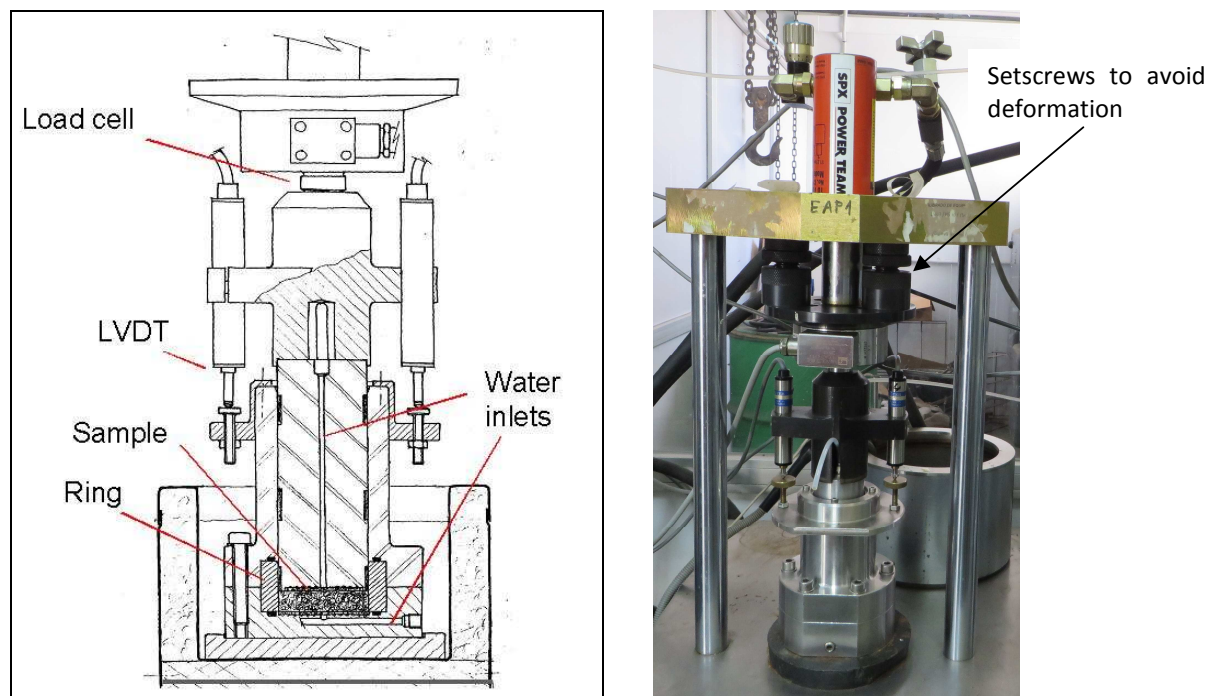 Load cell
LVDT
Sample
Ring
Water
inlets
SPX POWER TEAM
EAP1
Setscrews to avoid
deformation